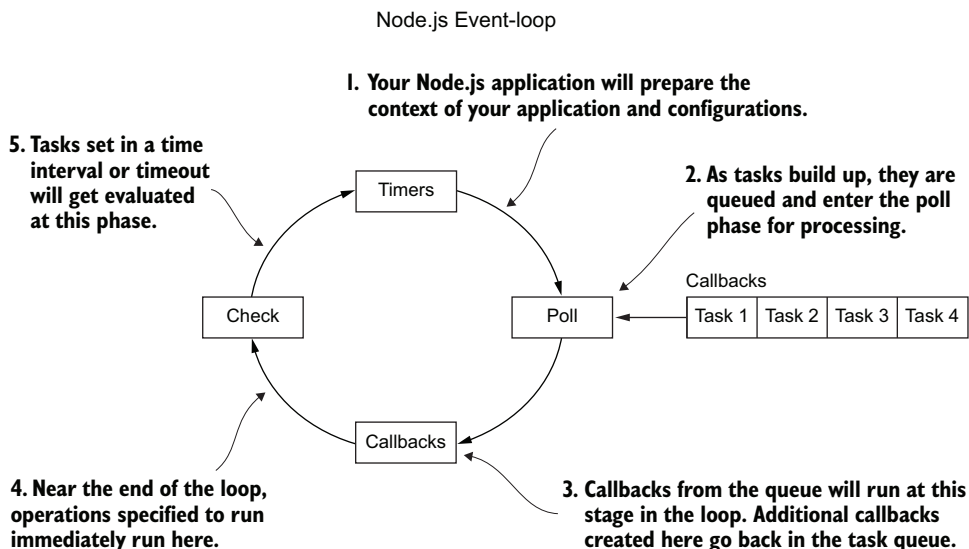 Node.js Event-loop
1. Your Node.js application will prepare the
context of your application and configurations.
5. Tasks set in a time
interval or timeout
will get evaluated
at this phase.
Timers
2. As tasks build up, they are
queued and enter the poll
phase for processing.
Callbacks
Check
Poll
Task 1
Task 2
Task 3
Task 4
Callbacks
4. Near the end of the loop,
operations specified to run
immediately run here.
3. Callbacks from the queue will run at this
stage in the loop. Additional callbacks
created here go back in the task queue.